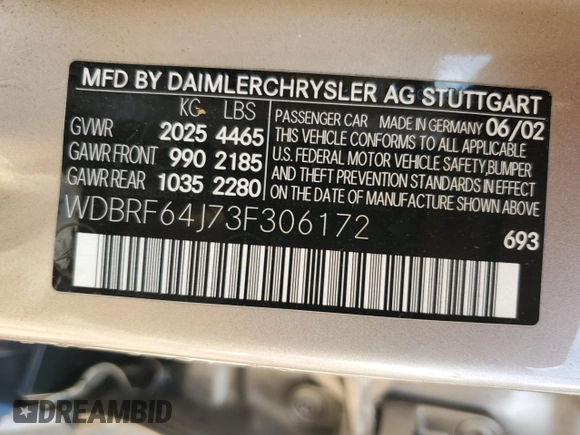 MFD BY DAIMLERCHRYSLER AG STUTTGART
KG LBS
GVWR 2025 4465
GAWR FRONT 990 2185
GAWR REAR 1035 2280
PASSENGER CAR MADE IN GERMANY 06/02
THIS VEHICLE CONFORMS TO ALL APPLICABLE
U.S. FEDERAL MOTOR VEHICLE SAFETY,BUMPER
AND THEFT PREVENTION STANDARDS IN EFFECT
ON THE DATE OF MANUFACTURE SHOWN ABOVE
WDBRF64J73F306172
693
DREAMBID